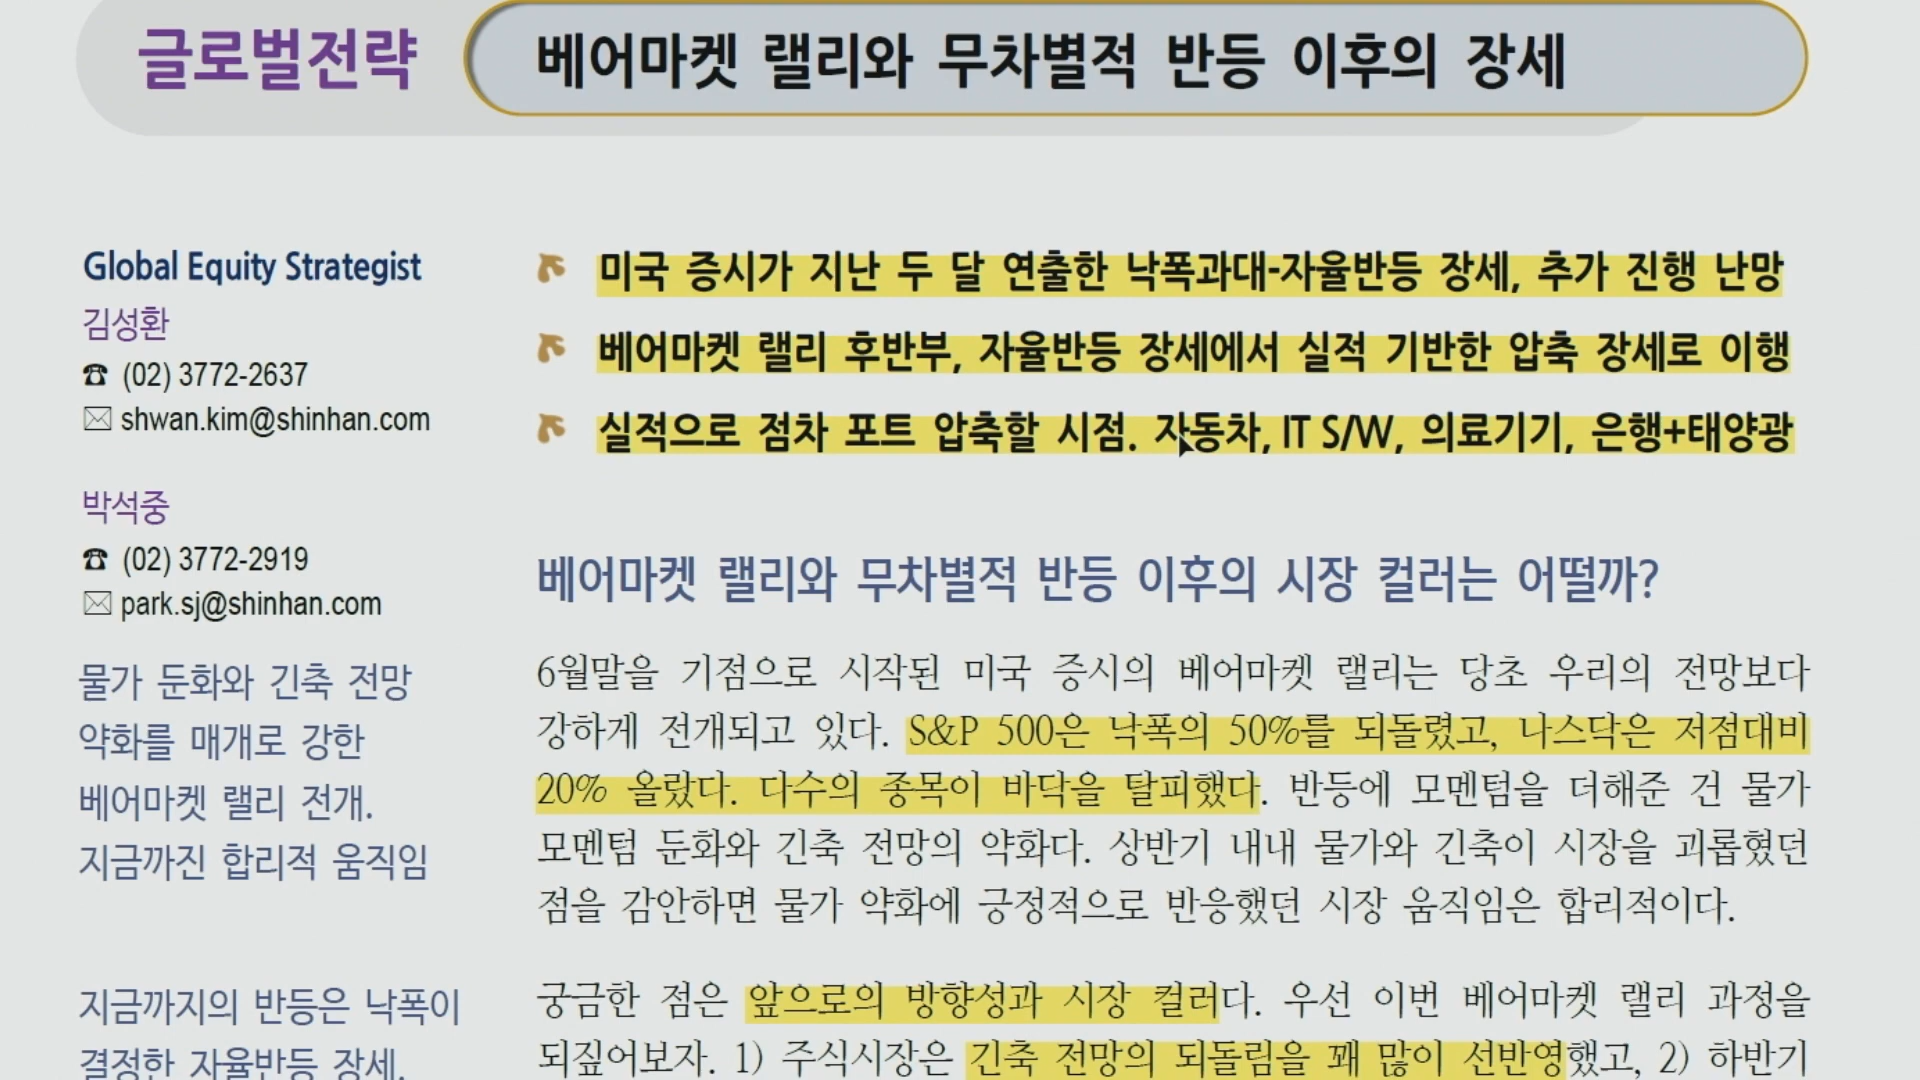 글로벌전략
베어마켓 랠리와 무차별적 반등 이후의 장세
Global Equity Strategist
김성환
☎ (02) 3772-2637
✉ shwan.kim@shinhan.com
박석중
☎ (02) 3772-2919
✉ park.sj@shinhan.com
물가 둔화와 긴축 전망
약화를 매개로 강한
베어마켓 랠리 전개.
지금까진 합리적 움직임
지금까지의 반등은 낙폭이
결정한 자율반등 장세.
미국 증시가 지난 두 달 연출한 낙폭과대-자율반등 장세, 추가 진행 난망
베어마켓 랠리 후반부, 자율반등 장세에서 실적 기반한 압축 장세로 이행
실적으로 점차 포트 압축할 시점. 자동차, IT S/W, 의료기기, 은행+태양광
베어마켓 랠리와 무차별적 반등 이후의 시장 컬러는 어떨까?
6월말을 기점으로 시작된 미국 증시의 베어마켓 랠리는 당초 우리의 전망보다
강하게 전개되고 있다. S&P 500은 낙폭의 50%를 되돌렸고, 나스닥은 저점대비
20% 올랐다. 다수의 종목이 바닥을 탈피했다. 반등에 모멘텀을 더해준 건 물가
모멘텀 둔화와 긴축 전망의 약화다. 상반기 내내 물가와 긴축이 시장을 괴롭혔던
점을 감안하면 물가 약화에 긍정적으로 반응했던 시장 움직임은 합리적이다.
궁금한 점은 앞으로의 방향성과 시장 컬러다. 우선 이번 베어마켓 랠리 과정을
되짚어보자. 1) 주식시장은 긴축 전망의 되돌림을 꽤 많이 선반영했고, 2) 하반기